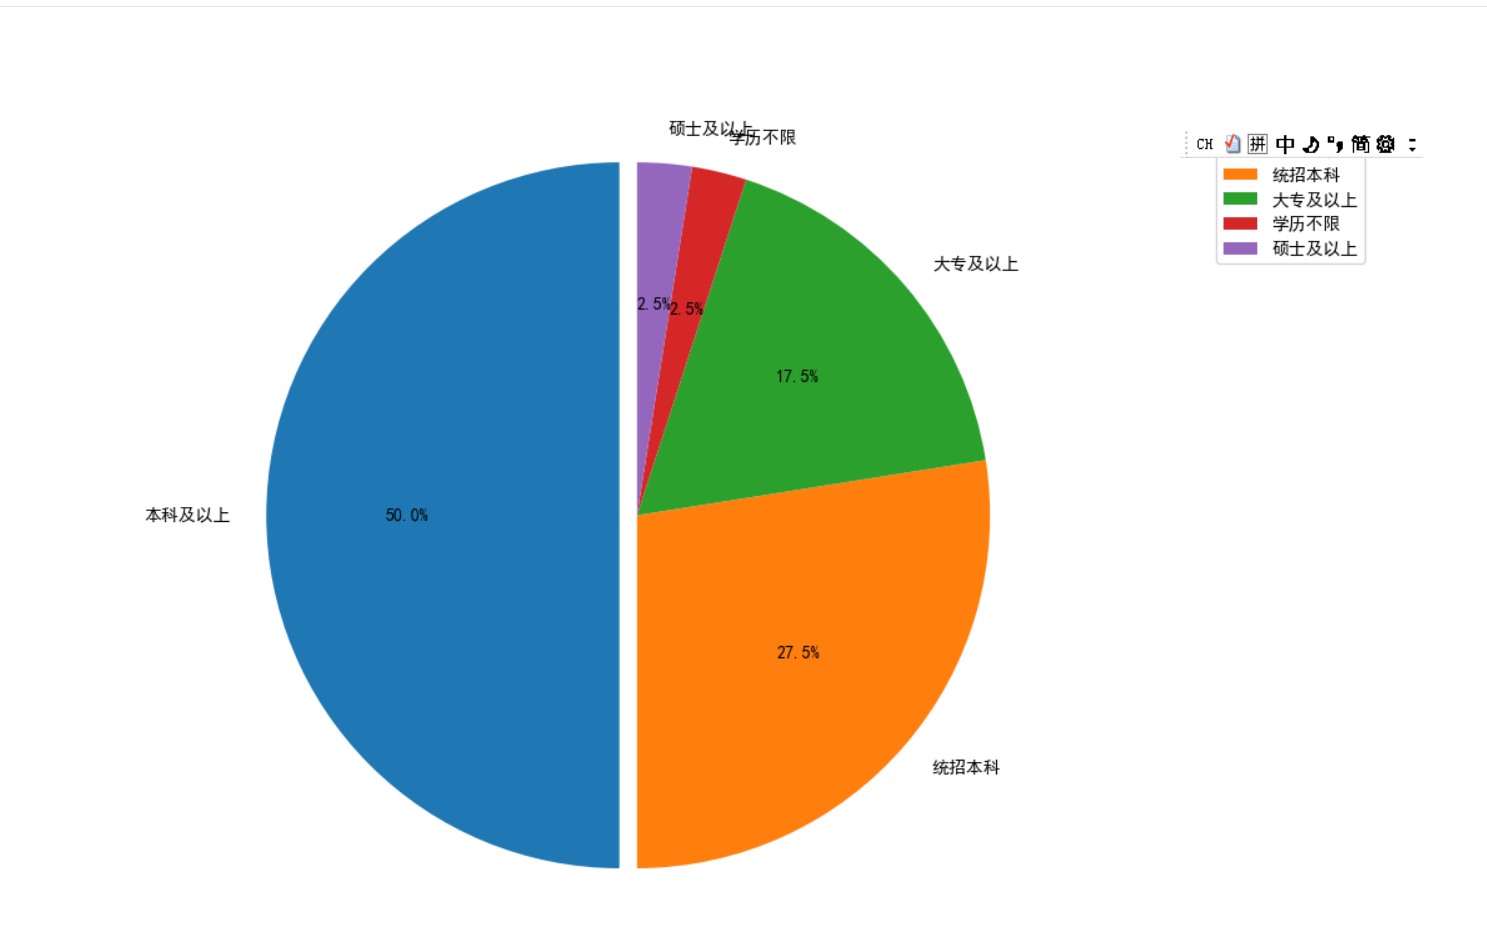 硕士及以上
学历不限
CH 拼 中 简
统招本科
大专及以上
学历不限
硕士及以上
大专及以上
2.5%
2.5%
17.5%
本科及以上
50.0%
27.5%
统招本科